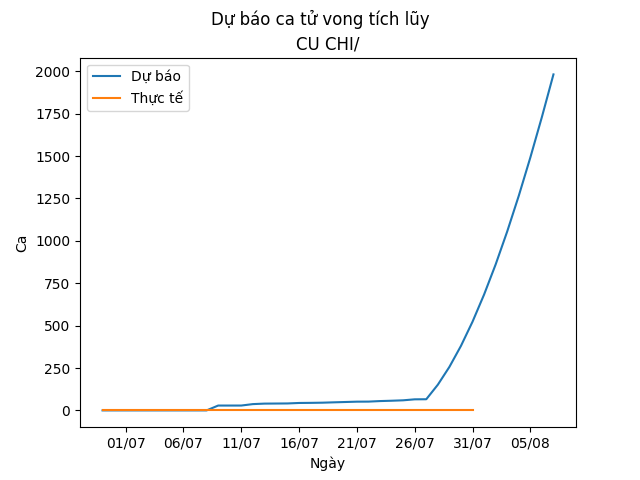 Dự báo ca tử vong tích lũy
CU CHI/
Dự báo
Thực tế
2000
1750
1500
1250
1000
750
500
250
0
Ca
01/07 06/07 11/07 16/07 21/07 26/07 31/07 05/08
Ngày